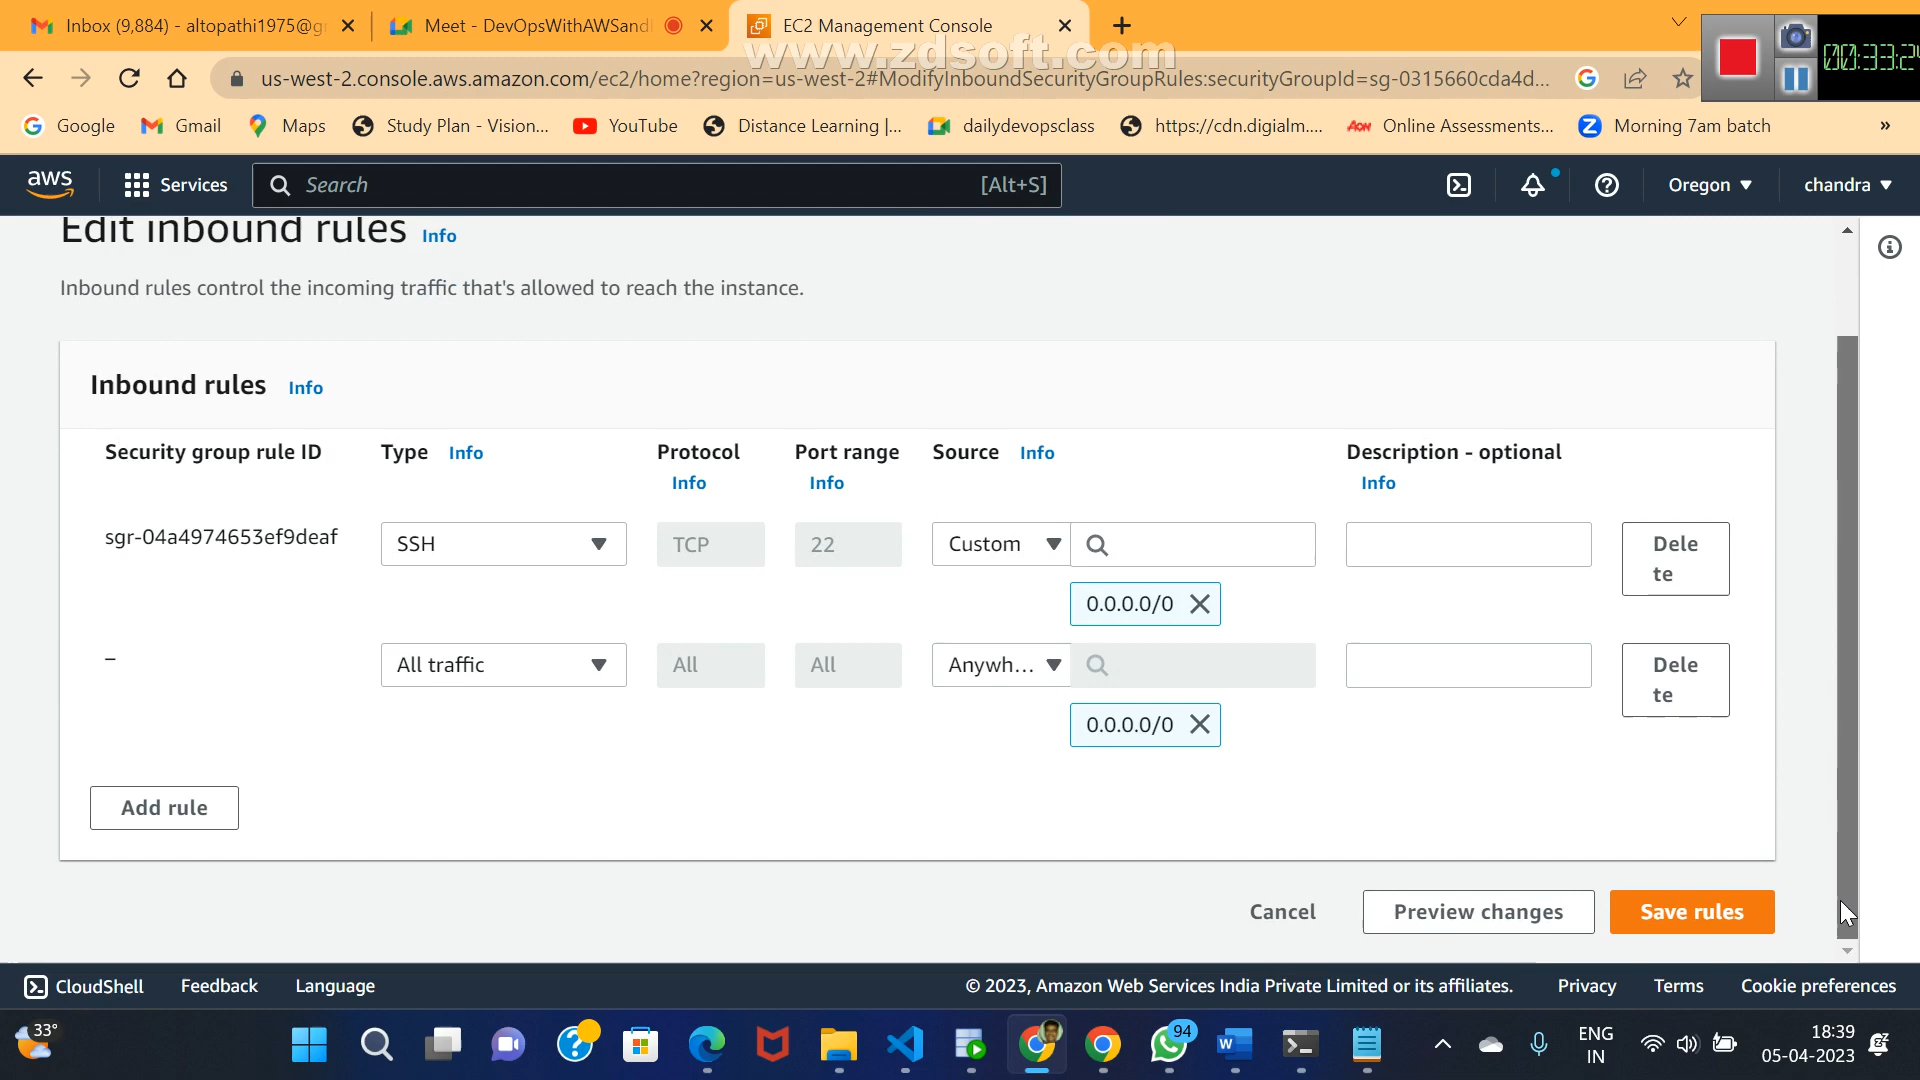 Inbox (9,884) - altopathi1975@g
Meet - DevOpsWithAWSand
EC2 Management Console
www.zdsoft.com
00:33:24
us-west-2.console.aws.amazon.com/ec2/home?region=us-west-2#ModifyInboundSecurityGroupRules:securityGroupId=sg-0315660cda4d...
Google
Gmail
Maps
Study Plan - Vision...
YouTube
Distance Learning |...
dailydevopsclass
https://cdn.digialm....
Aon
Online Assessments...
Z
Morning 7am batch
»
aws
Services
Search
[Alt+S]
Oregon
chandra
Edit inbound rules Info
Inbound rules control the incoming traffic that's allowed to reach the instance.
Inbound rules Info
Security group rule ID
Type Info
Protocol
Info
Port range
Info
Source Info
Description - optional
Info
sgr-04a4974653ef9deaf
SSH
TCP
22
Custom
Dele
te
0.0.0.0/0
–
All traffic
All
All
Anywh...
Dele
te
0.0.0.0/0
Add rule
Cancel
Preview changes
Save rules
CloudShell
Feedback
Language
© 2023, Amazon Web Services India Private Limited or its affiliates.
Privacy
Terms
Cookie preferences
33°
94
ENG
IN
18:39
05-04-2023